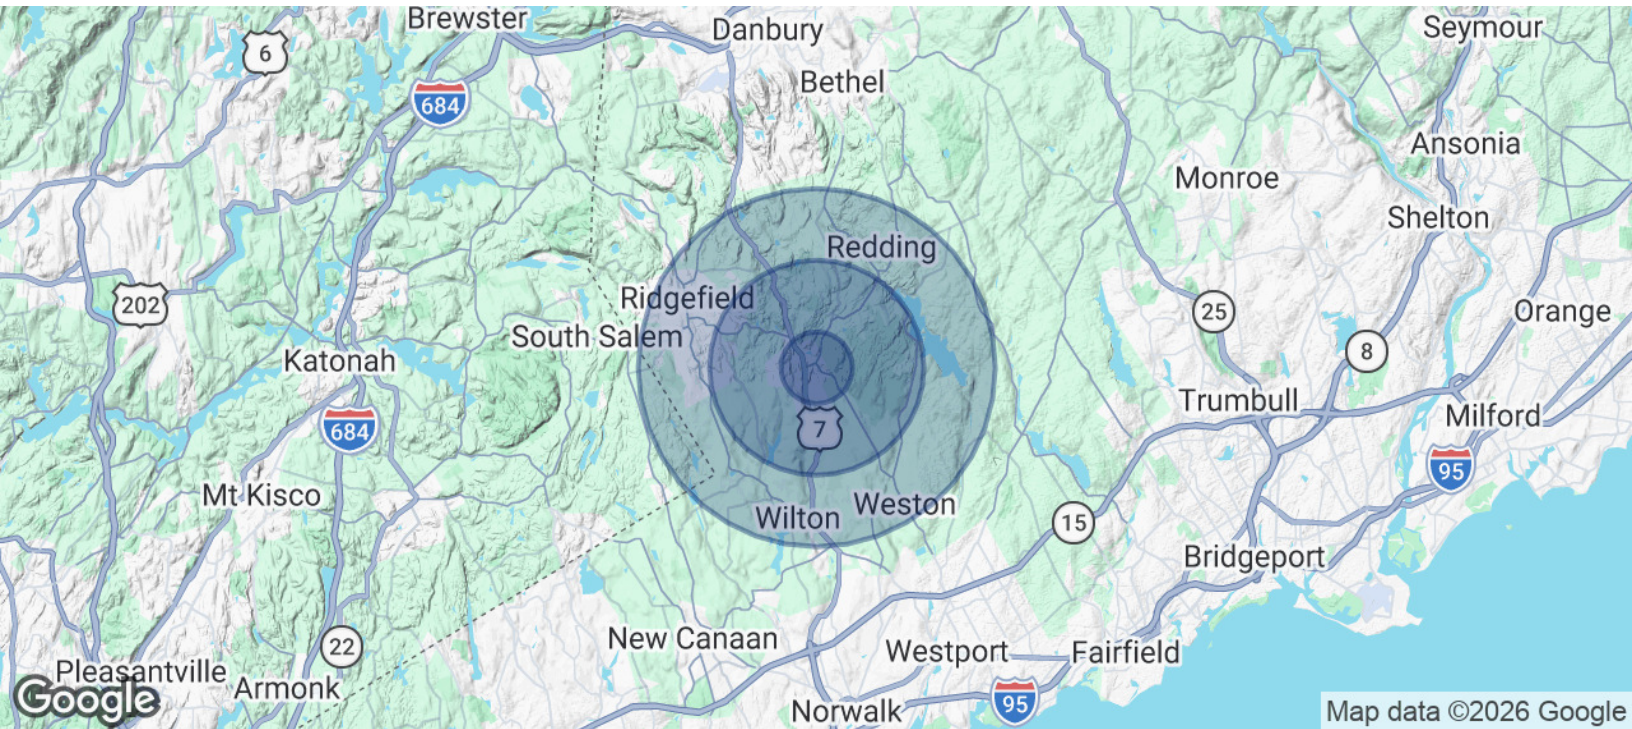 Brewster
Danbury
Seymour
6
Bethel
684
Ansonia
Monroe
Shelton
Redding
202
Ridgefield
25
Orange
South Salem
8
Katonah
Trumbull
Milford
684
7
95
Mt Kisco
Weston
Wilton
15
Bridgeport
22
New Canaan
Westport
Fairfield
Pleasantville
Armonk
Google
95
Norwalk
Map data ©2026 Google